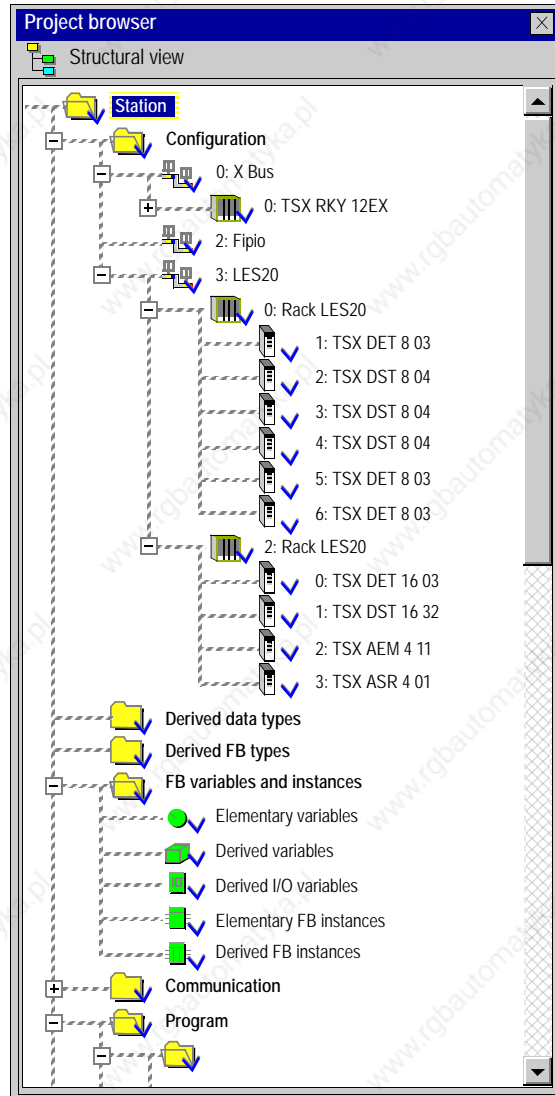 Project browser
Structural view
Station
Configuration
0: X Bus
0: TSX RKY 12EX
2: Fipio
3: LES20
0: Rack LES20
1: TSX DET 8 03
2: TSX DST 8 04
3: TSX DST 8 04
4: TSX DST 8 04
5: TSX DET 8 03
6: TSX DET 8 03
2: Rack LES20
0: TSX DET 16 03
1: TSX DST 16 32
2: TSX AEM 4 11
3: TSX ASR 4 01
Derived data types
Derived FB types
FB variables and instances
Elementary variables
Derived variables
Derived I/O variables
Elementary FB instances
Derived FB instances
Communication
Program
www.rgbautomatyka.pl